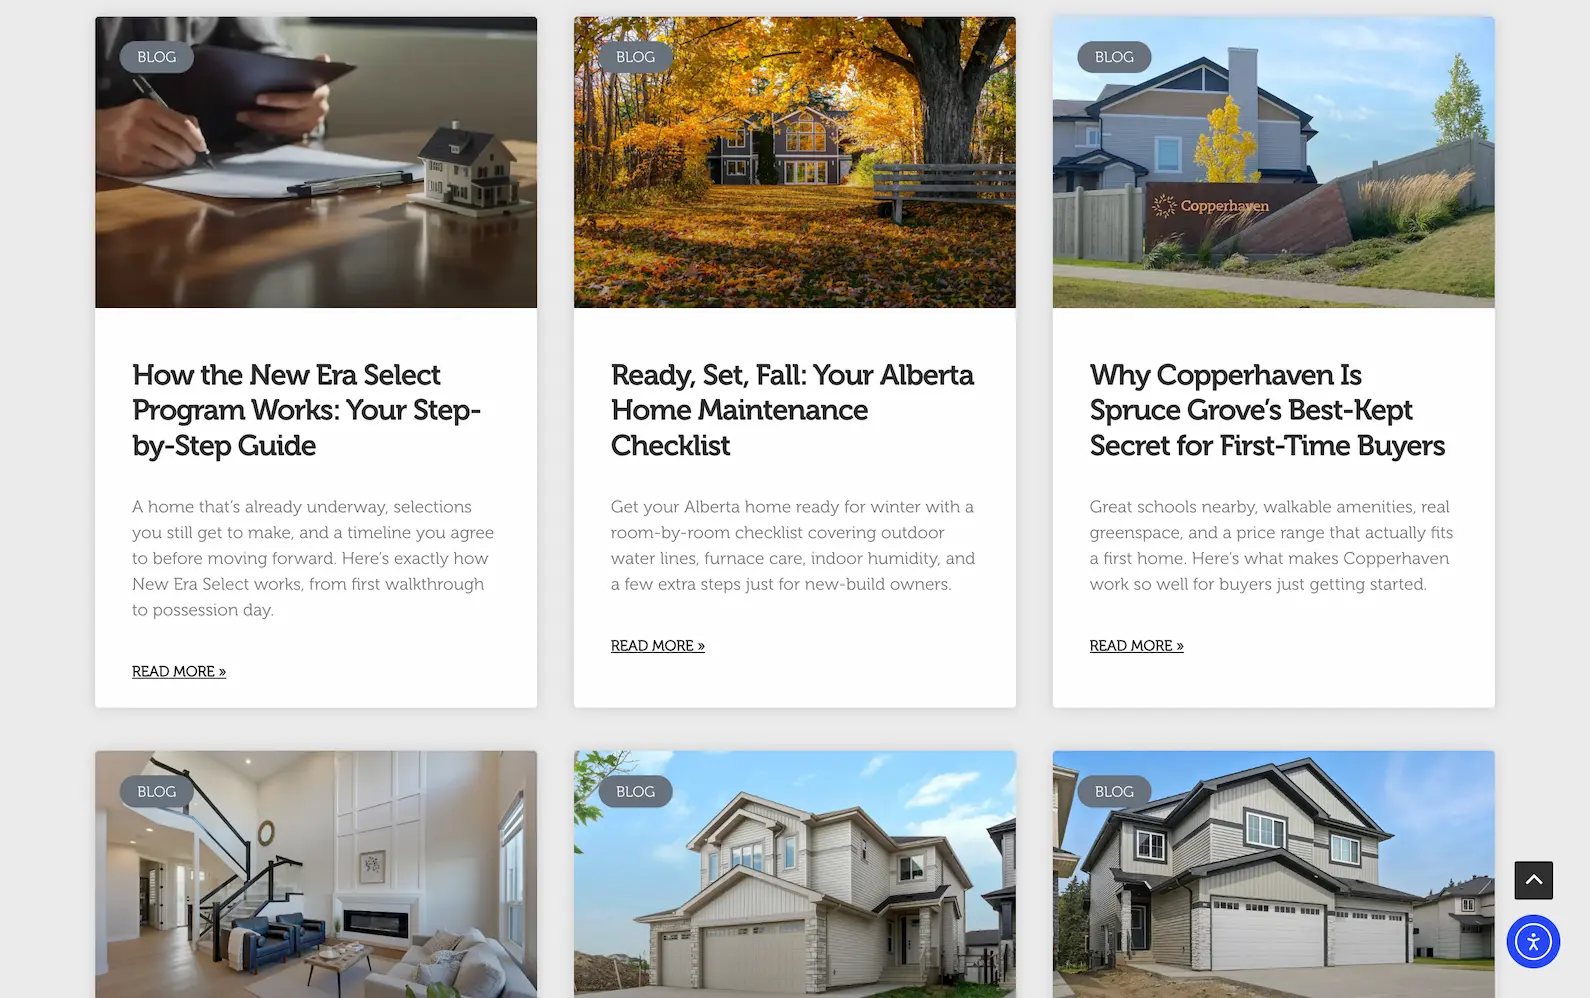 BLOG
How the New Era Select
Program Works: Your Step-
by-Step Guide
A home that's already underway, selections
you still get to make, and a timeline you agree
to before moving forward. Here's exactly how
New Era Select works, from first walkthrough
to possession day.
READ MORE »
BLOG
Ready, Set, Fall: Your Alberta
Home Maintenance
Checklist
Get your Alberta home ready for winter with a
room-by-room checklist covering outdoor
water lines, furnace care, indoor humidity, and
a few extra steps just for new-build owners.
READ MORE »
BLOG
Copperhaven
Why Copperhaven Is
Spruce Grove's Best-Kept
Secret for First-Time Buyers
Great schools nearby, walkable amenities, real
greenspace, and a price range that actually fits
a first home. Here's what makes Copperhaven
work so well for buyers just getting started.
READ MORE »
BLOG
BLOG
BLOG